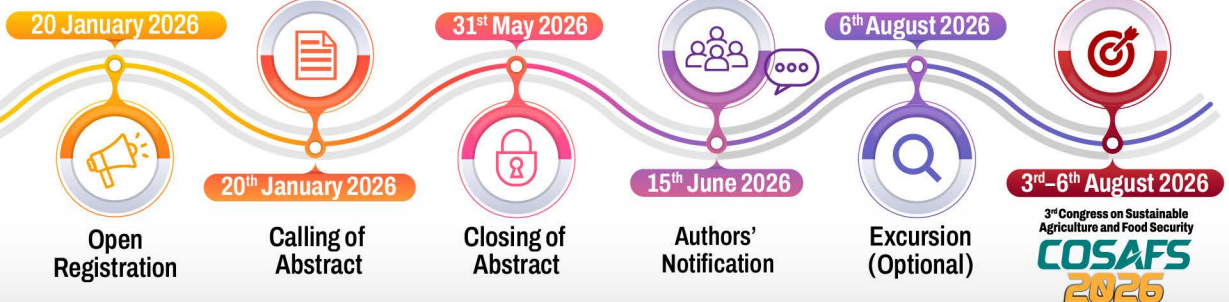 20 January 2026
Open
Registration
20th January 2026
Calling of
Abstract
31st May 2026
Closing of
Abstract
15th June 2026
Authors’
Notification
6th August 2026
Excursion
(Optional)
3rd–6th August 2026
3rd Congress on Sustainable
Agriculture and Food Security
COSAFS
2026